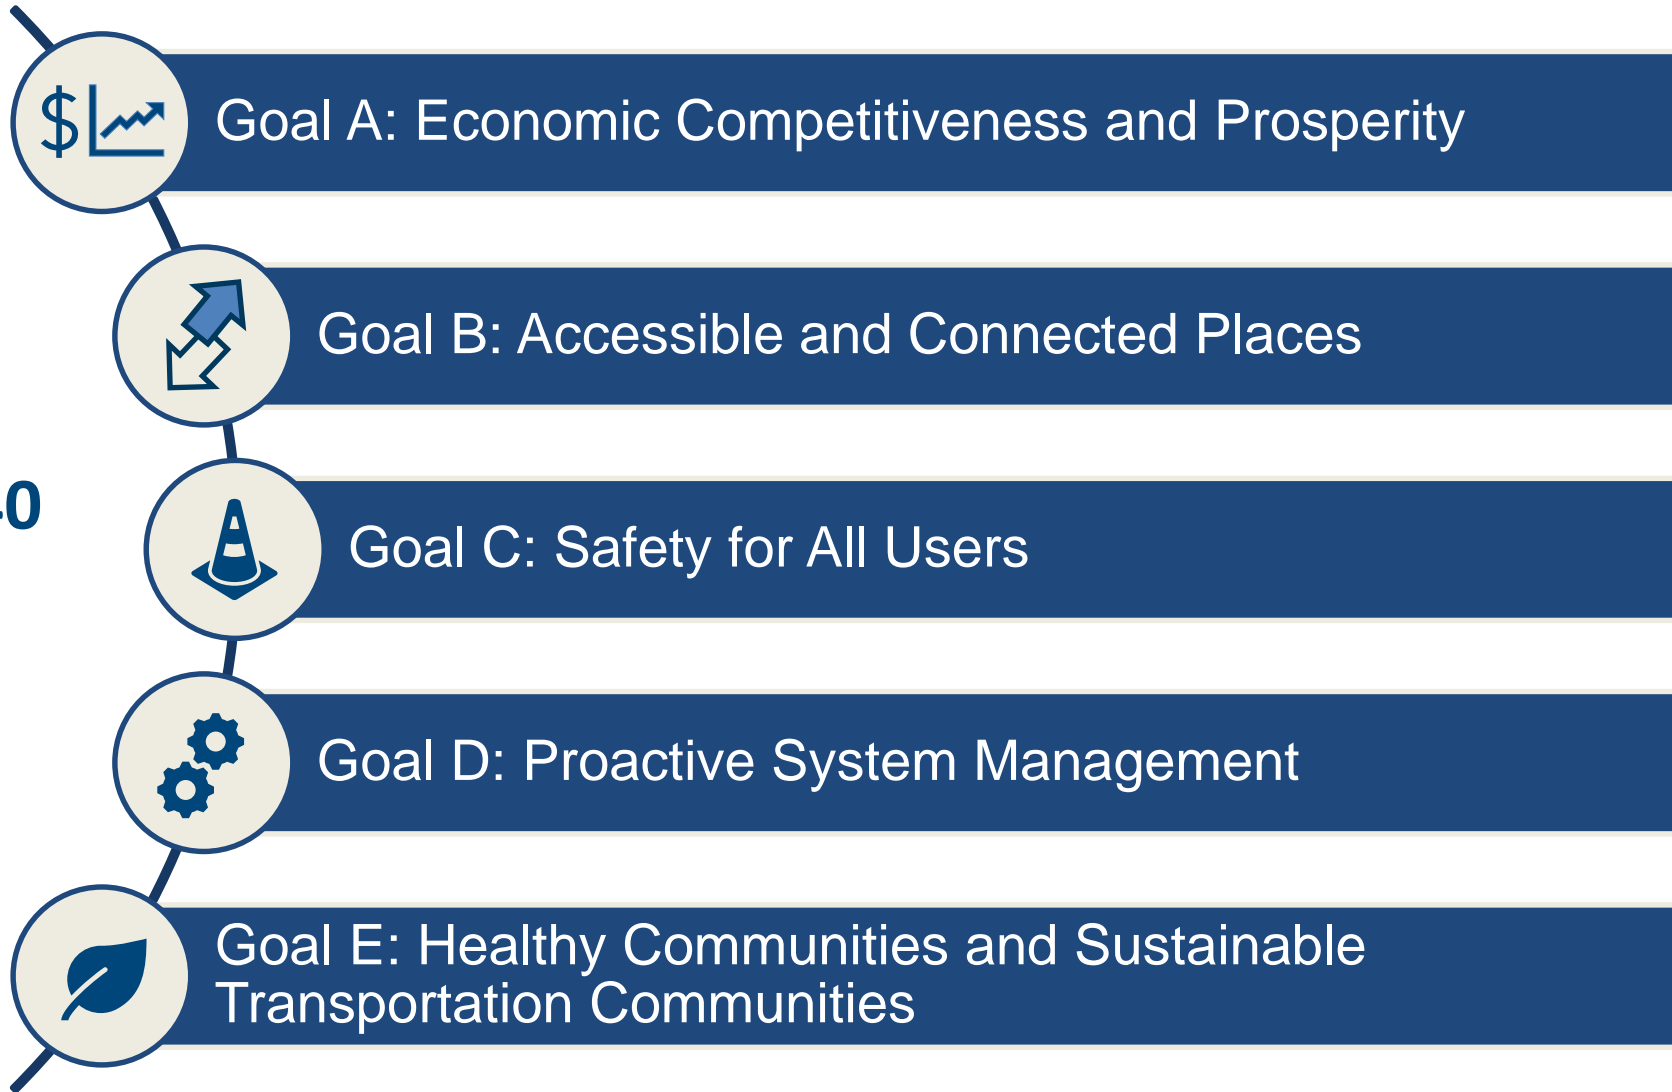 $
Goal A: Economic Competitiveness and Prosperity
Goal B: Accessible and Connected Places
0
Goal C: Safety for All Users
Goal D: Proactive System Management
Goal E: Healthy Communities and Sustainable
Transportation Communities